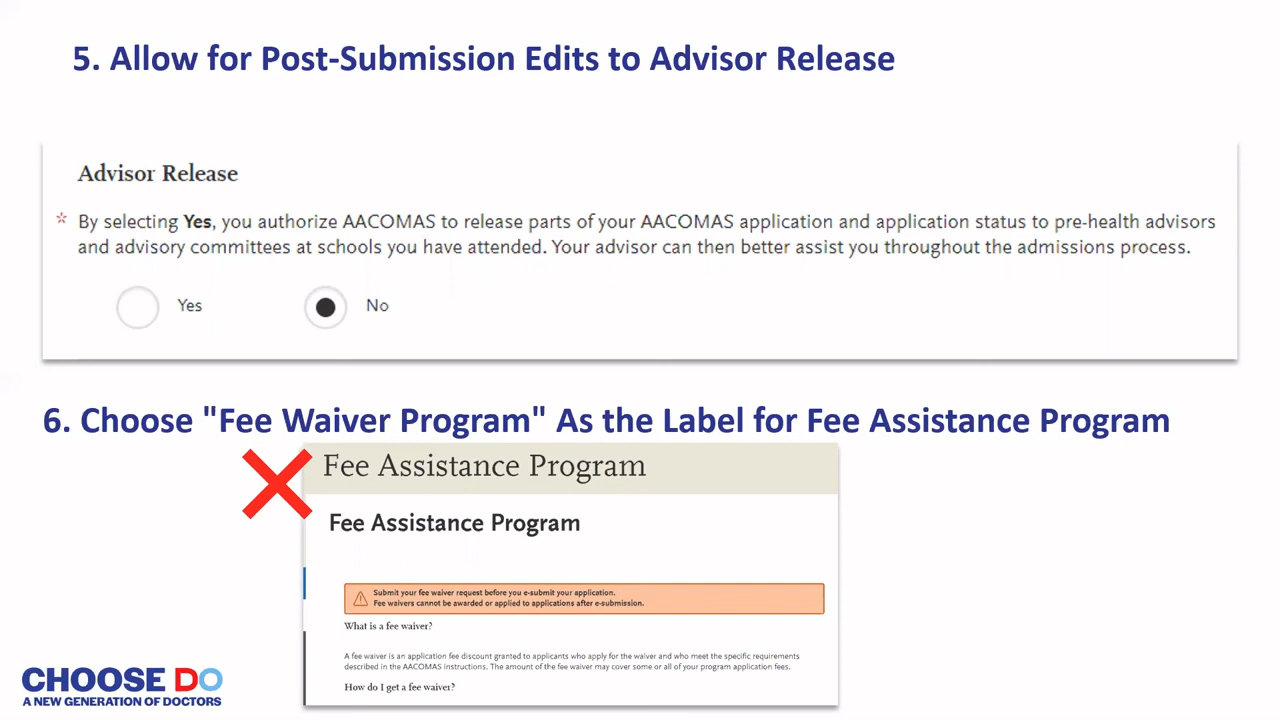 5. Allow for Post-Submission Edits to Advisor Release
Advisor Release
* By selecting Yes, you authorize AACOMAS to release parts of your AACOMAS application and application status to pre-health advisors
and advisory committees at schools you have attended. Your advisor can then better assist you throughout the admissions process.
Yes No
6. Choose "Fee Waiver Program" As the Label for Fee Assistance Program
Fee Assistance Program
Fee Assistance Program
Submit your fee waiver request before you e-submit your application.
Fee waivers cannot be awarded or applied to applications after e-submission.
What is a fee waiver?
A fee waiver is an application fee discount granted to applicants who apply for the waiver and who meet the specific requirements
described in the AACOMAS instructions. The amount of the fee waiver may cover some or all of your program application fees.
How do I get a fee waiver?
CHOOSE DO
A NEW GENERATION OF DOCTORS